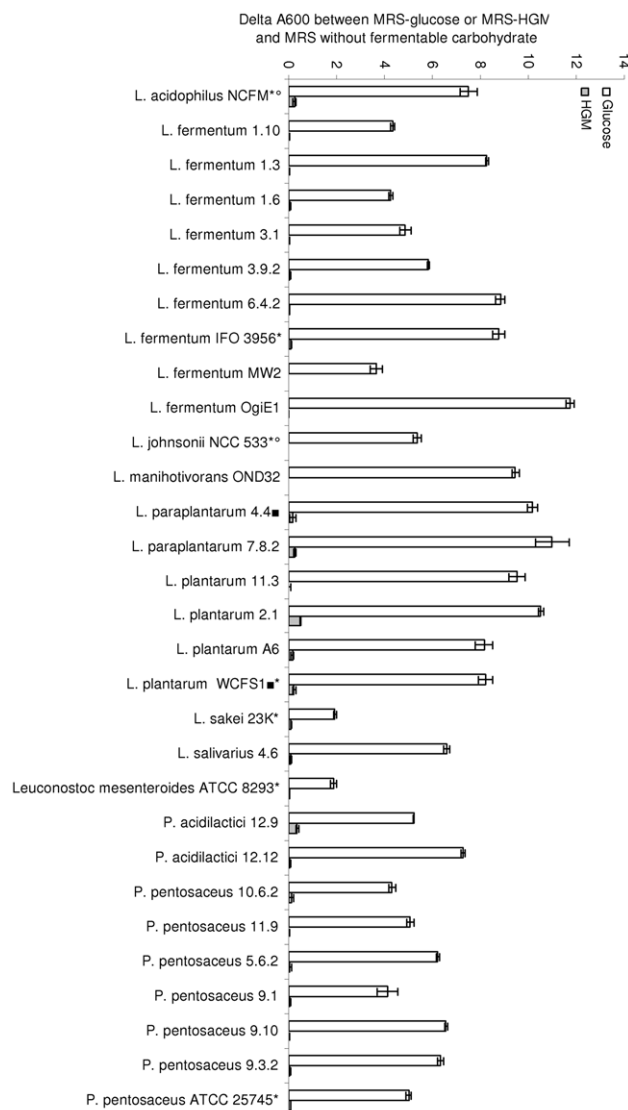 Delta A600 between MRS-glucose or MRS-HGM
and MRS without fermentable carbohydrate
0 2 4 6 8 10 12 14
Glucose
HGM
L. acidophilus NCFM*°
L. fermentum 1.10
L. fermentum 1.3
L. fermentum 1.6
L. fermentum 3.1
L. fermentum 3.9.2
L. fermentum 6.4.2
L. fermentum IFO 3956*
L. fermentum MW2
L. fermentum OgiE1
L. johnsonii NCC 533*°
L. manihotivorans OND32
L. paraplantarum 4.4■
L. paraplantarum 7.8.2
L. plantarum 11.3
L. plantarum 2.1
L. plantarum A6
L. plantarum WCFS1■*
L. sakei 23K*
L. salivarius 4.6
Leuconostoc mesenteroides ATCC 8293*
P. acidilactici 12.9
P. acidilactici 12.12
P. pentosaceus 10.6.2
P. pentosaceus 11.9
P. pentosaceus 5.6.2
P. pentosaceus 9.1
P. pentosaceus 9.10
P. pentosaceus 9.3.2
P. pentosaceus ATCC 25745*